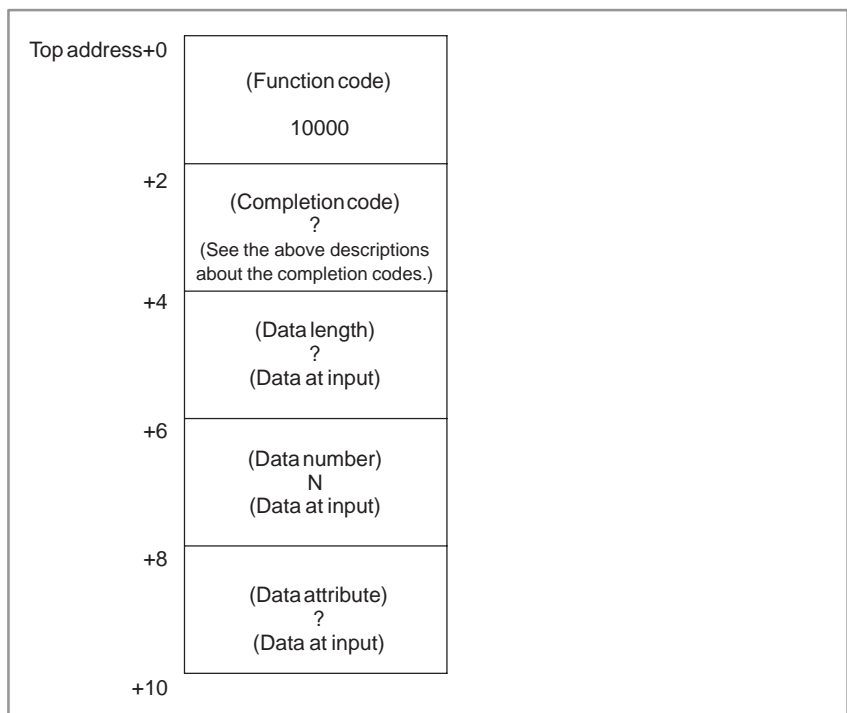 Top address+0
(Function code)
10000
+2
(Completion code)
?
(See the above descriptions
about the completion codes.)
+4
(Data length)
?
(Data at input)
+6
(Data number)
N
(Data at input)
+8
(Data attribute)
?
(Data at input)
+10